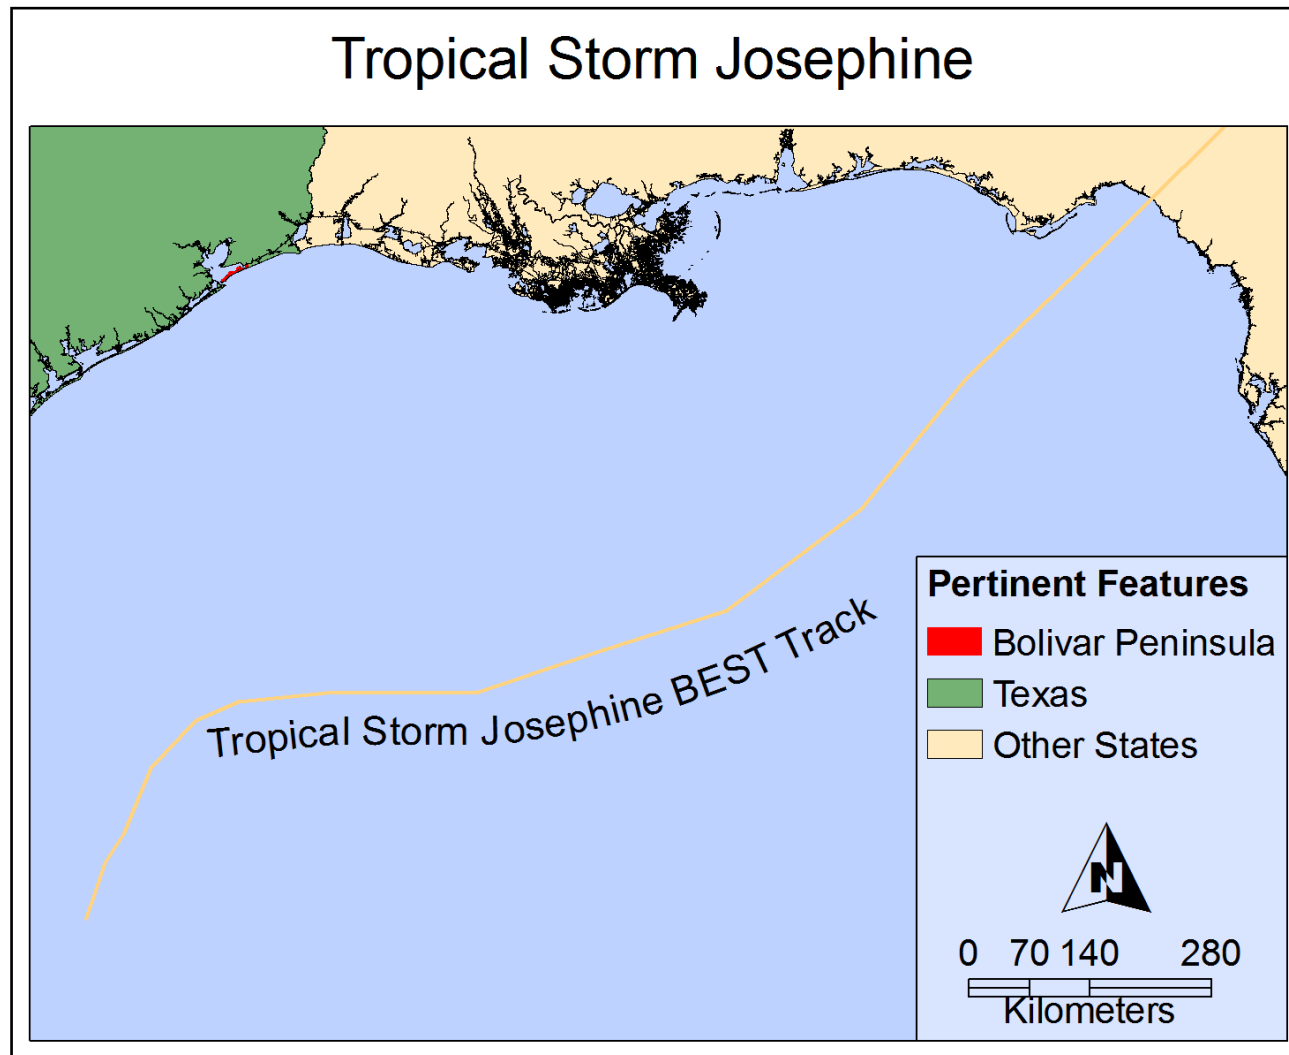 Tropical Storm Josephine
Tropical Storm Josephine BEST Track
Pertinent Features
Bolivar Peninsula
Texas
Other States
N
0 70 140 280
Kilometers